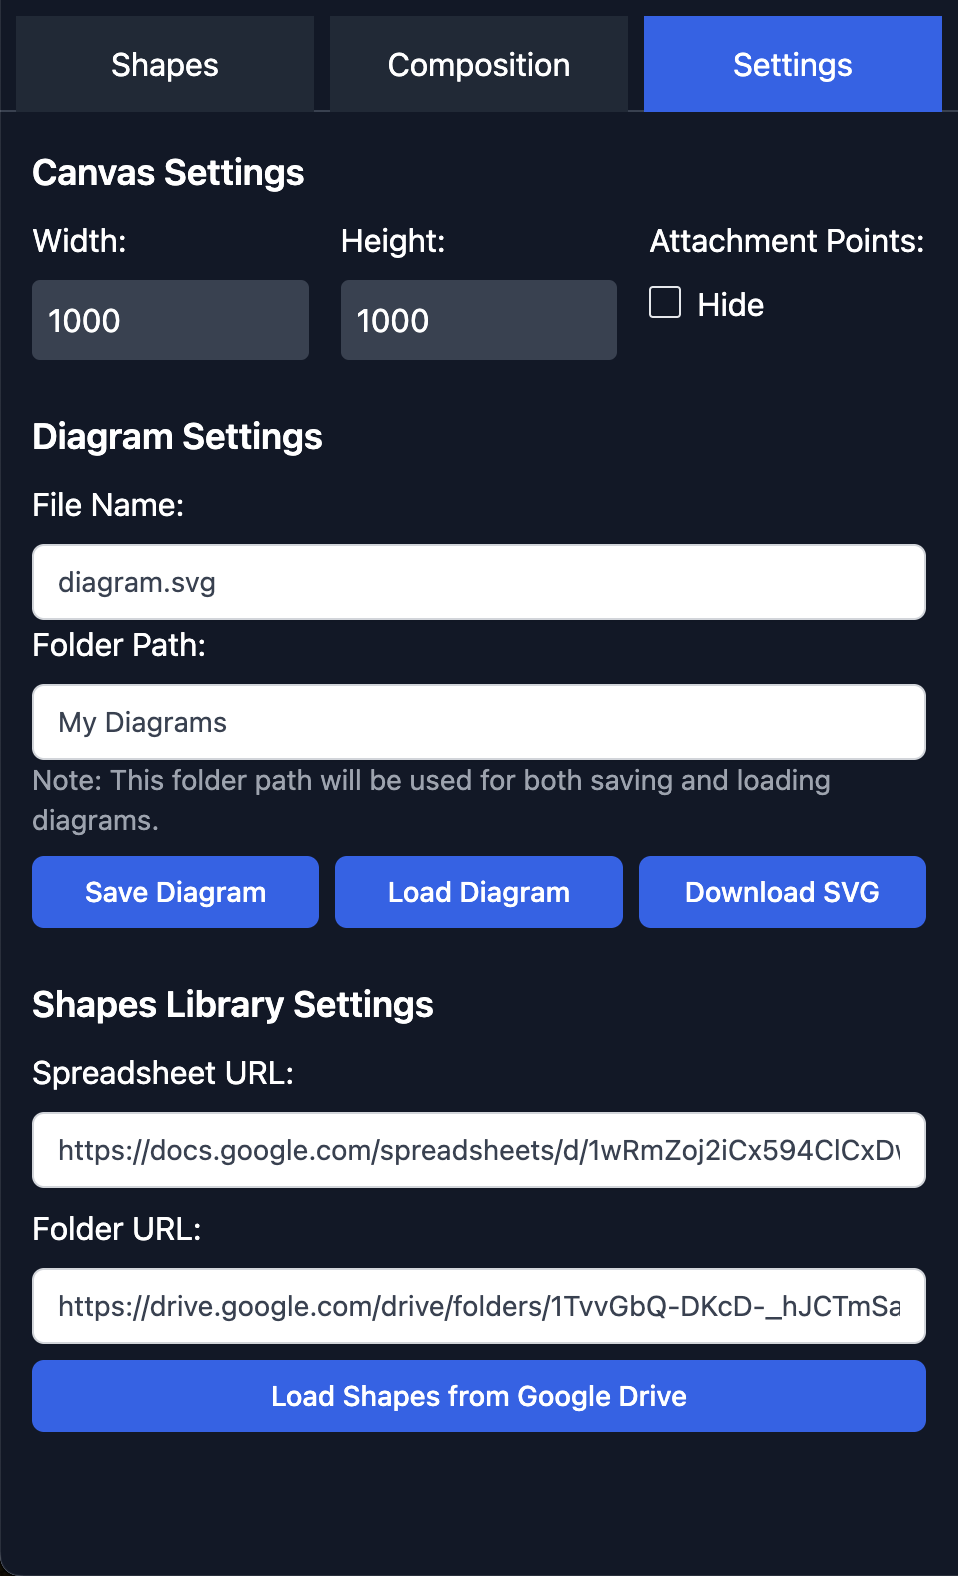 Shapes
Composition
Settings
Canvas Settings
Width:
Height:
Attachment Points:
1000
1000
Hide
Diagram Settings
File Name:
diagram.svg
Folder Path:
My Diagrams
Note: This folder path will be used for both saving and loading
diagrams.
Save Diagram
Load Diagram
Download SVG
Shapes Library Settings
Spreadsheet URL:
https://docs.google.com/spreadsheets/d/1wRmZoj2iCx594ClCxDv
Folder URL:
https://drive.google.com/drive/folders/1TvvGbQ-DKcD-_hJCTmSa
Load Shapes from Google Drive